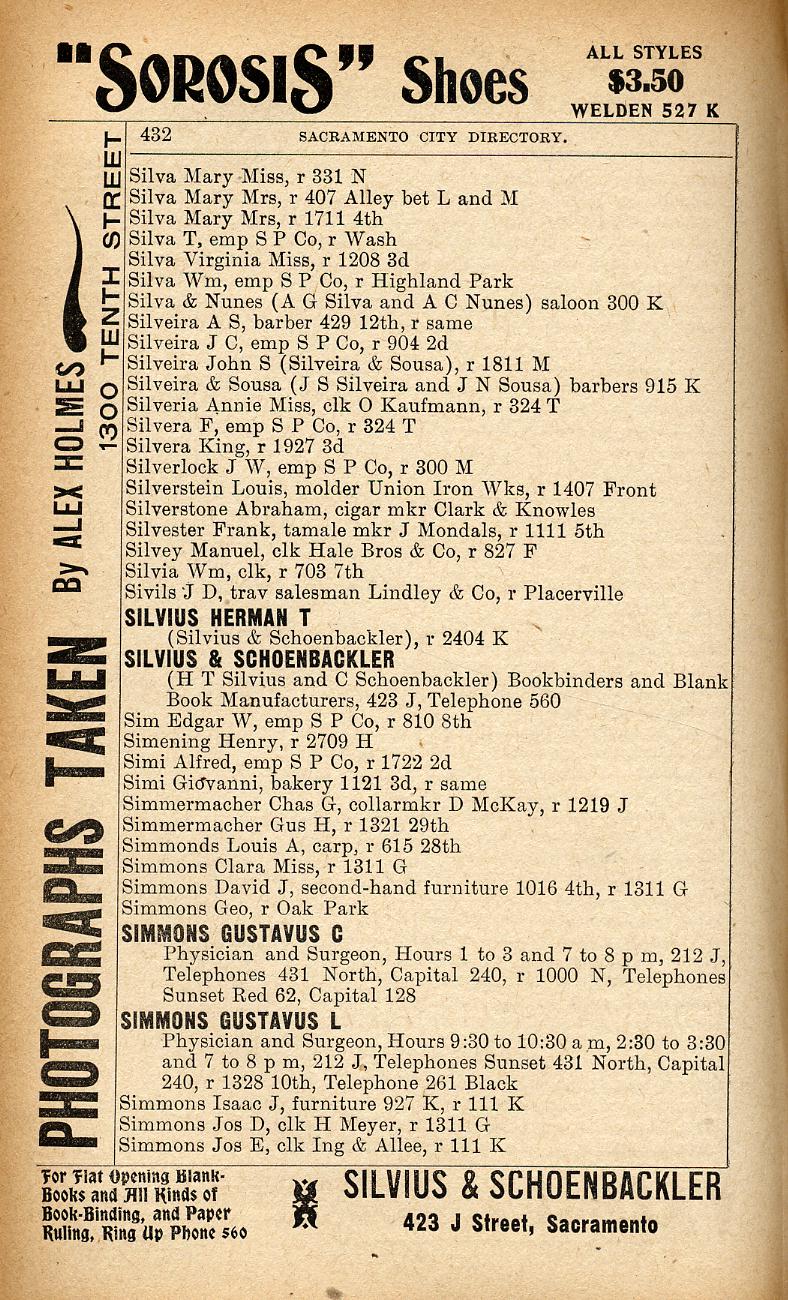 "SOROSIS" Shoes
ALL STYLES
$3.50
WELDEN 527 K
432 SACRAMENTO CITY DIRECTORY.
Silva Mary Miss, r 331 N
Silva Mary Mrs, r 407 Alley bet L and M
Silva Mary Mrs, r 1711 4th
Silva T, emp S P Co, r Wash
Silva Virginia Miss, r 1208 3d
Silva Wm, emp S P Co, r Highland Park
Silva & Nunes (A G Silva and A C Nunes) saloon 300 K
Silveira A S, barber 429 12th, r same
Silveira J C, emp S P Co, r 904 2d
Silveira John S (Silveira & Sousa), r 1811 M
Silveira & Sousa (J S Silveira and J N Sousa) barbers 915 K
Silveria Annie Miss, clk O Kaufmann, r 324 T
Silvera F, emp S P Co, r 324 T
Silvera King, r 1927 3d
Silverlock J W, emp S P Co, r 300 M
Silverstein Louis, molder Union Iron Wks, r 1407 Front
Silverstone Abraham, cigar mkr Clark & Knowles
Silvester Frank, tamale mkr J Mondals, r 1111 5th
Silvey Manuel, clk Hale Bros & Co, r 827 F
Silvia Wm, clk, r 703 7th
Sivils J D, trav salesman Lindley & Co, r Placerville
SILVIUS HERMAN T
(Silvius & Schoenbackler), r 2404 K
SILVIUS & SCHOENBACKLER
(H T Silvius and C Schoenbackler) Bookbinders and Blank
Book Manufacturers, 423 J, Telephone 560
Sim Edgar W, emp S P Co, r 810 8th
Simening Henry, r 2709 H
Simi Alfred, emp S P Co, r 1722 2d
Simi Giovanni, bakery 1121 3d, r same
Simmermacher Chas G, collarmkr D McKay, r 1219 J
Simmermacher Gus H, r 1321 29th
Simmonds Louis A, carp, r 615 28th
Simmons Clara Miss, r 1311 G
Simmons David J, second-hand furniture 1016 4th, r 1311 G
Simmons Geo, r Oak Park
SIMMONS GUSTAVUS C
Physician and Surgeon, Hours 1 to 3 and 7 to 8 p m, 212 J,
Telephones 431 North, Capital 240, r 1000 N, Telephones
Sunset Red 62, Capital 128
SIMMONS GUSTAVUS L
Physician and Surgeon, Hours 9:30 to 10:30 a m, 2:30 to 3:30
and 7 to 8 p m, 212 J, Telephones Sunset 431 North, Capital
240, r 1328 10th, Telephone 261 Black
Simmons Isaac J, furniture 927 K, r 111 K
Simmons Jos D, clk H Meyer, r 1311 G
Simmons Jos E, clk Ing & Allee, r 111 K
PHOTOGRAPHS TAKEN By ALEX HOLMES
1300 TENTH STREET
For Flat Opening Blank-
Books and All Kinds of
Book-Binding, and Paper
Ruling, Ring Up Phone 560
SILVIUS & SCHOENBACKLER
423 J Street, Sacramento